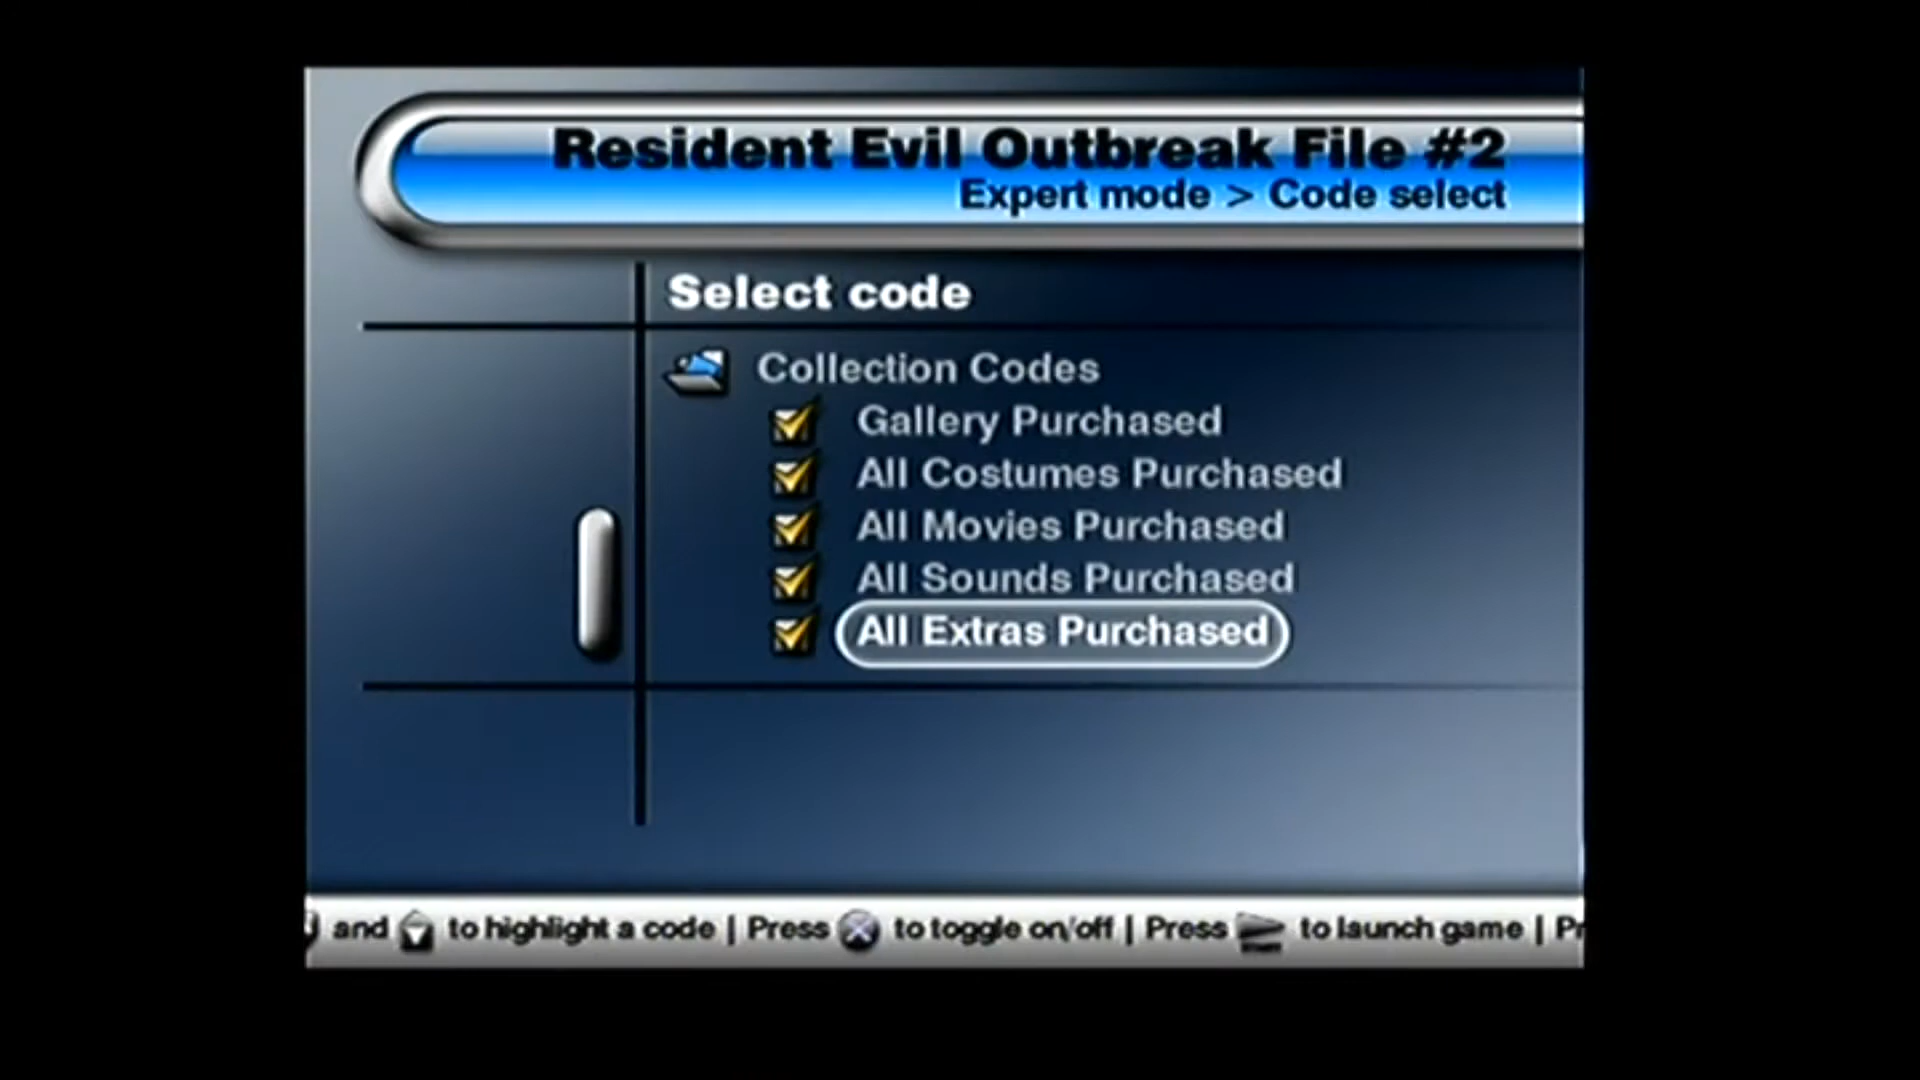 Resident Evil Outbreak File #2
Expert mode > Code select
Select code
Collection Codes
Gallery Purchased
All Costumes Purchased
All Movies Purchased
All Sounds Purchased
All Extras Purchased
and to highlight a code | Press to toggle on/off | Press to launch game | Pr